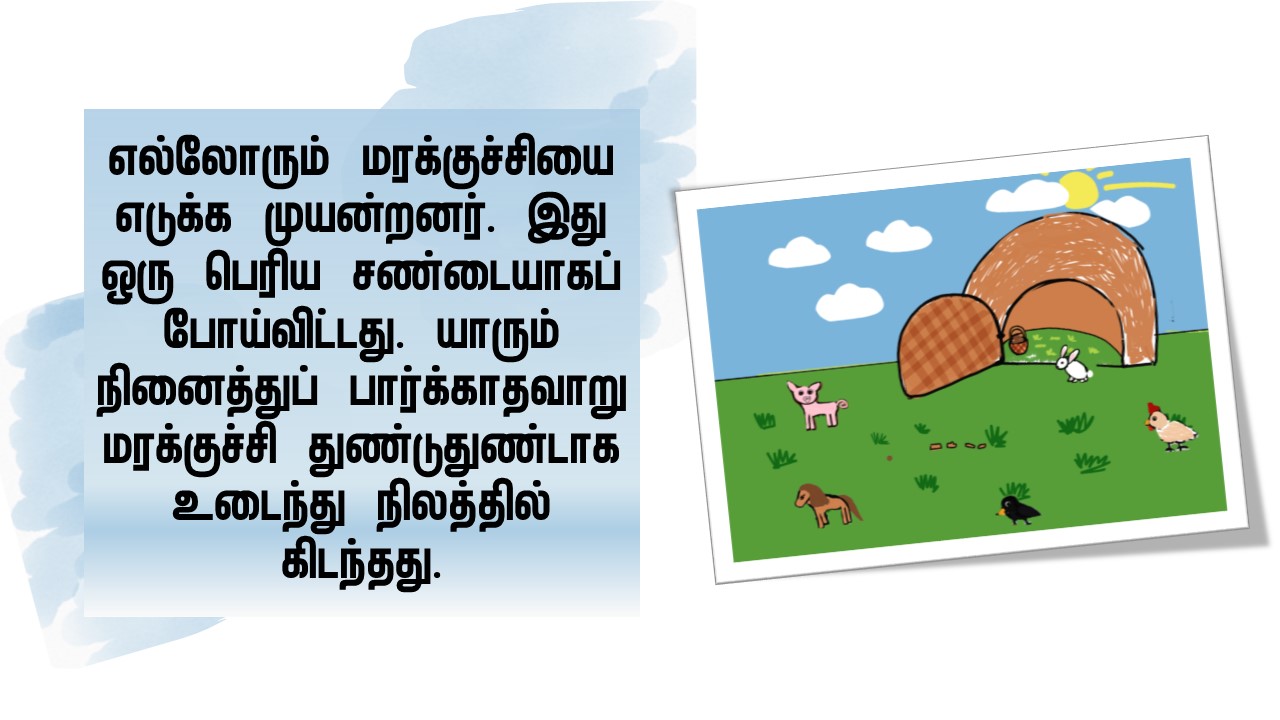 எல்லோரும் மரக்குச்சியை
எடுக்க முயன்றனர். இது
ஒரு பெரிய சண்டையாகப்
போய்விட்டது. யாரும்
நினைத்துப் பார்க்காதவாறு
மரக்குச்சி துண்டுதுண்டாக
உடைந்து நிலத்தில்
கிடந்தது.